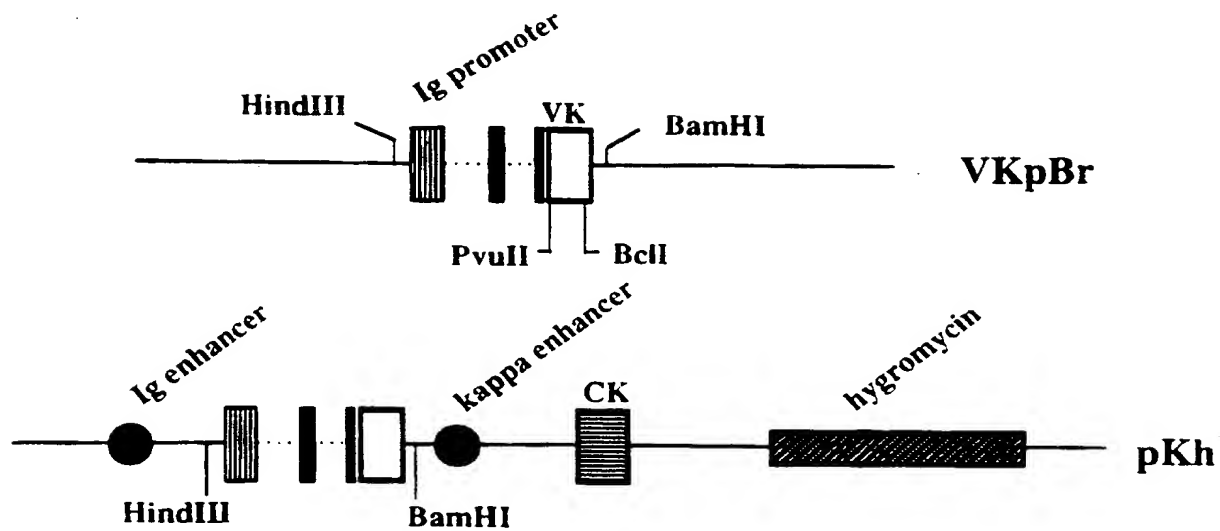 Ig promoter
HindIII
VK
BamHI
VKpBr
PvuII
BclI
Ig enhancer
kappa enhancer
CK
hygromycin
pKh
HindIII
BamHI